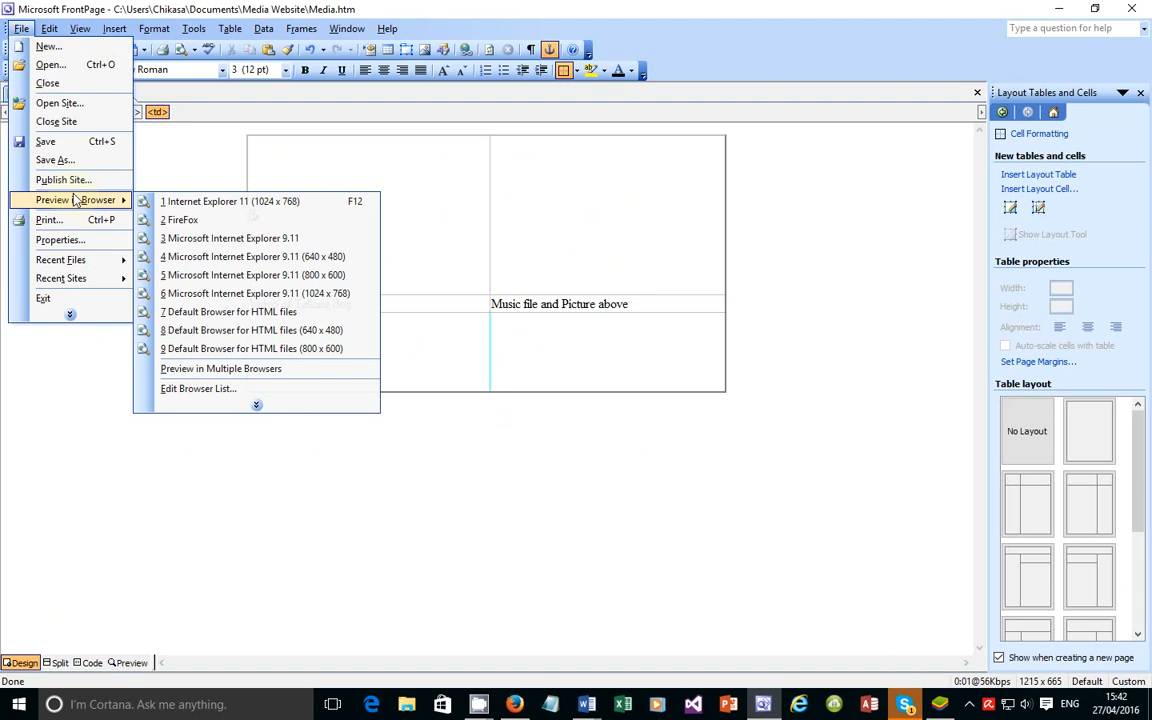 Microsoft FrontPage - C:\Users\Chikasa\Documents\Media Website\Media.htm
File Edit View Insert Format Tools Table Data Frames Window Help
Type a question for help
Roman 3 (12 pt) B I U
<td>
New...
Open... Ctrl+O
Close
Open Site...
Close Site
Save Ctrl+S
Save As...
Publish Site...
Preview in Browser
Print... Ctrl+P
Properties...
Recent Files
Recent Sites
Exit
1 Internet Explorer 11 (1024 x 768) F12
2 FireFox
3 Microsoft Internet Explorer 9.11
4 Microsoft Internet Explorer 9.11 (640 x 480)
5 Microsoft Internet Explorer 9.11 (800 x 600)
6 Microsoft Internet Explorer 9.11 (1024 x 768)
7 Default Browser for HTML files
8 Default Browser for HTML files (640 x 480)
9 Default Browser for HTML files (800 x 600)
Preview in Multiple Browsers
Edit Browser List...
Music file and Picture above
Layout Tables and Cells
Cell Formatting
New tables and cells
Insert Layout Table
Insert Layout Cell...
Show Layout Tool
Table properties
Width:
Height:
Alignment:
Auto-scale cells with table
Set Page Margins...
Table layout
No Layout
Show when creating a new page
Design Split Code Preview
Done
0:01@56Kbps 1215 x 665 Default Custom
I'm Cortana. Ask me anything.
ENG
15:42
27/04/2016